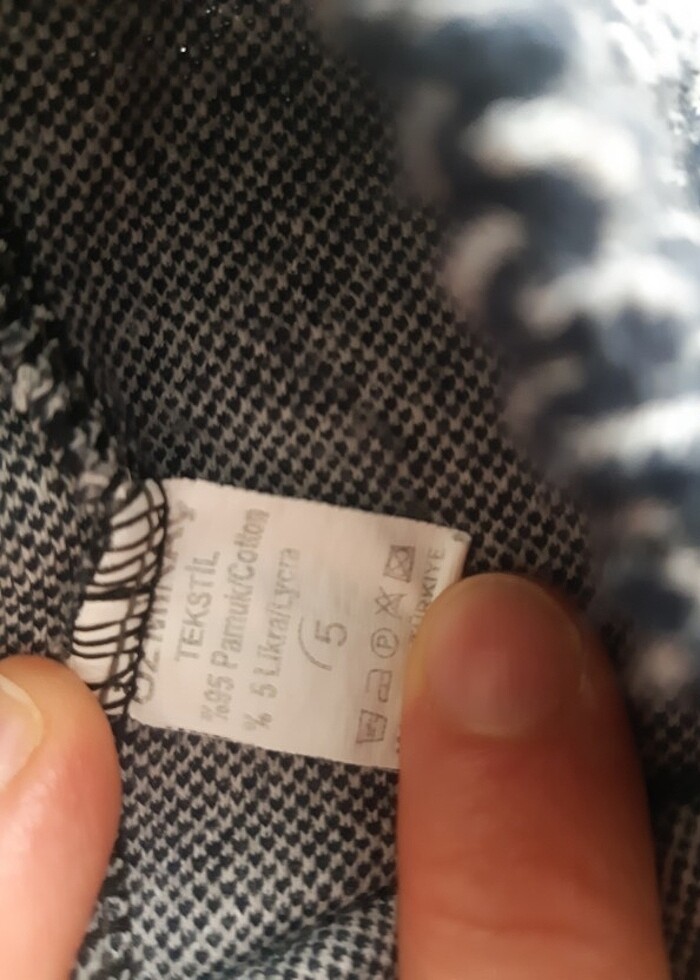 TEKSTİL
%95 Pamuk/Cotton
% 5 Likra/Lycra
5
P
TÜRKİYE